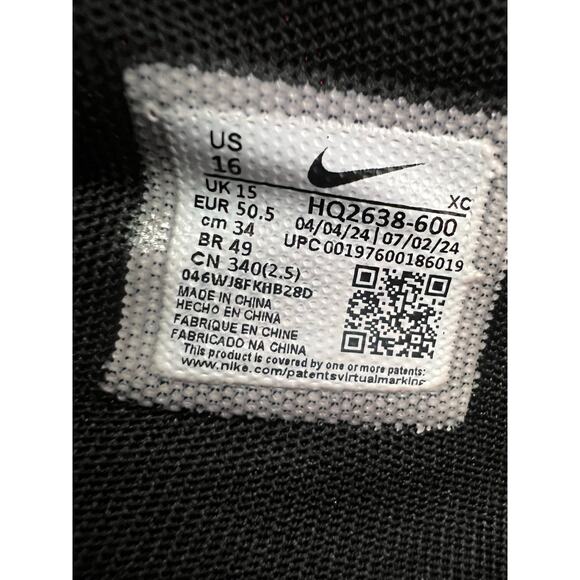 US
16
UK 15
EUR 50.5
cm 34
BR 49
CN 340(2.5)
046WJ8FKHB28D
MADE IN CHINA
HECHO EN CHINA
FABRIQUE EN CHINE
FABRICADO NA CHINA
This product is covered by one or more patents:
www.nike.com/patentsvirtualmarking
XC
HQ2638-600
04/04/24|07/02/24
UPC 00197600186019